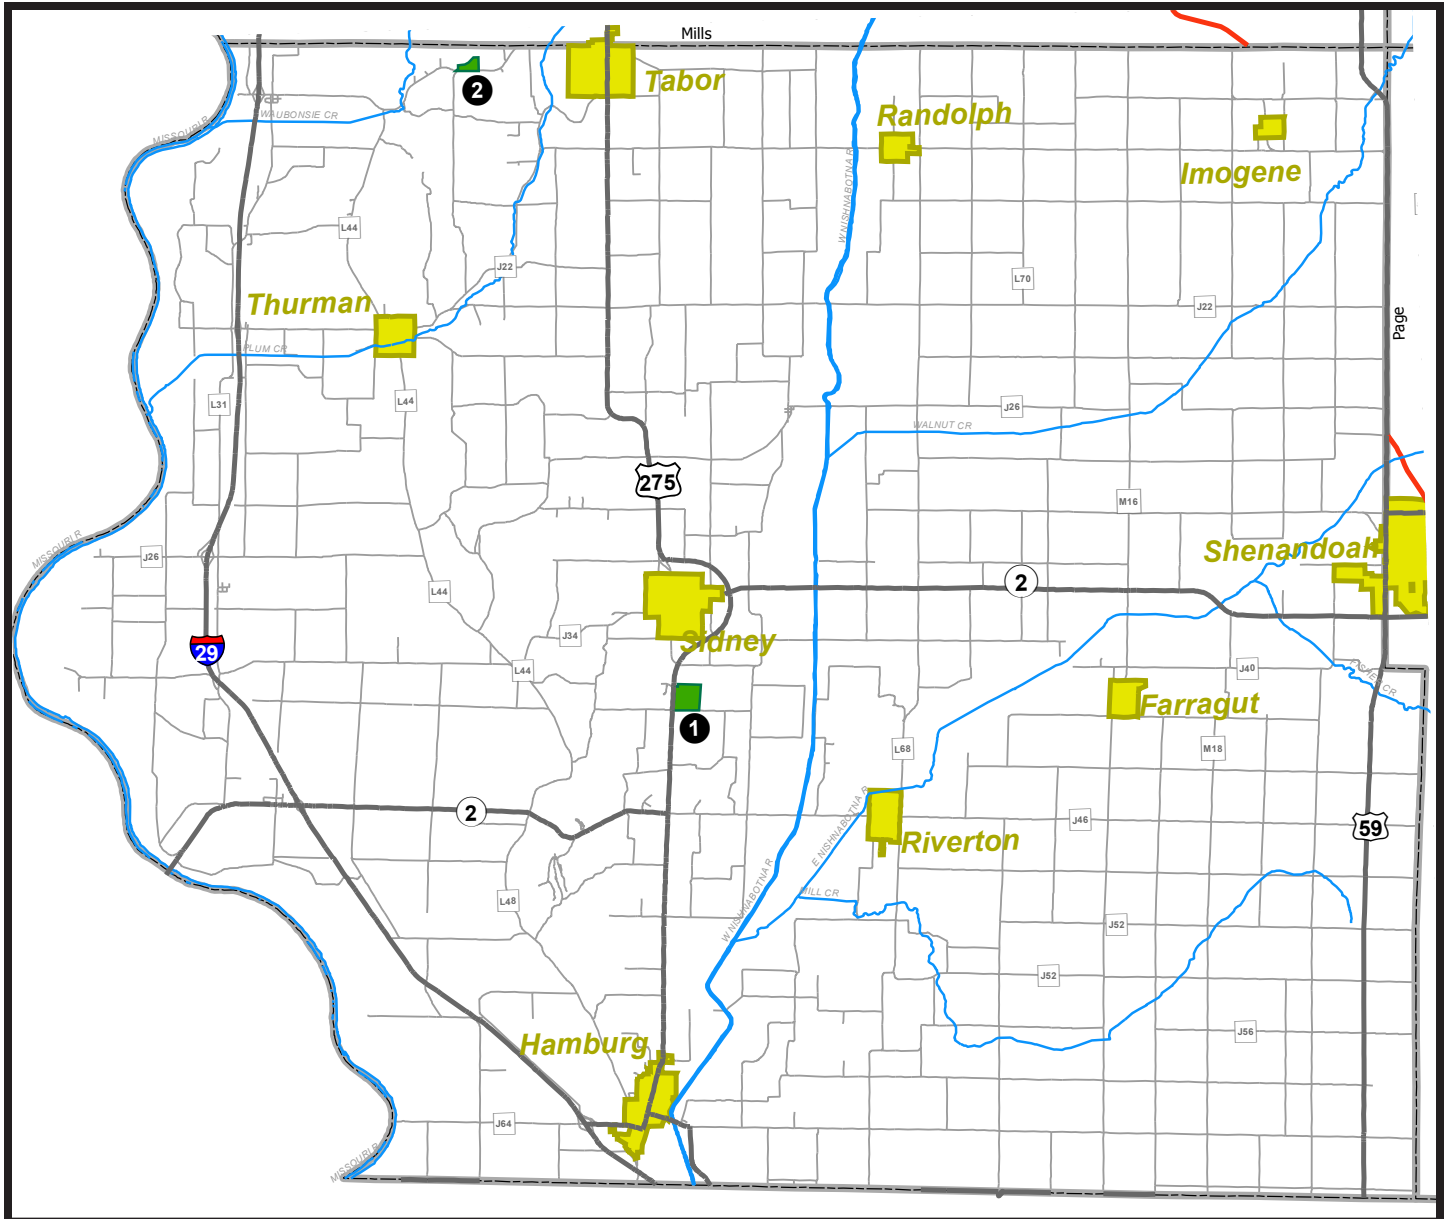 Mills
Tabor
2
Randolph
WAUBONSIE CR
MISSOURI R
Imogene
W NISHNABOTNA R
L44
J22
L70
Thurman
J22
Page
PLUM CR
L31
L44
J26
WALNUT CR
275
M16
MISSOURI R
J26
Shenandoah
2
L44
J34
Sidney
29
L44
J40
FISHER CR
Farragut
1
L68
M18
2
E NISHNABOTNA R
J46
59
Riverton
MILL CR
L48
W NISHNABOTNA R
J52
J52
J56
Hamburg
J64
MISSOURI R